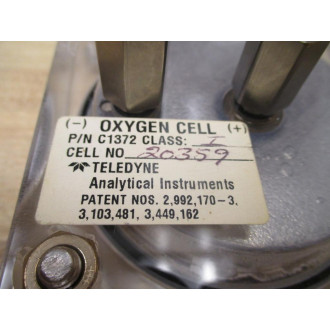 (-) OXYGEN CELL (+)
P/N C1372 CLASS: I
CELL NO 20359
TELEDYNE
Analytical Instruments
PATENT NOS. 2,992,170-3,
3,103,481, 3,449,162